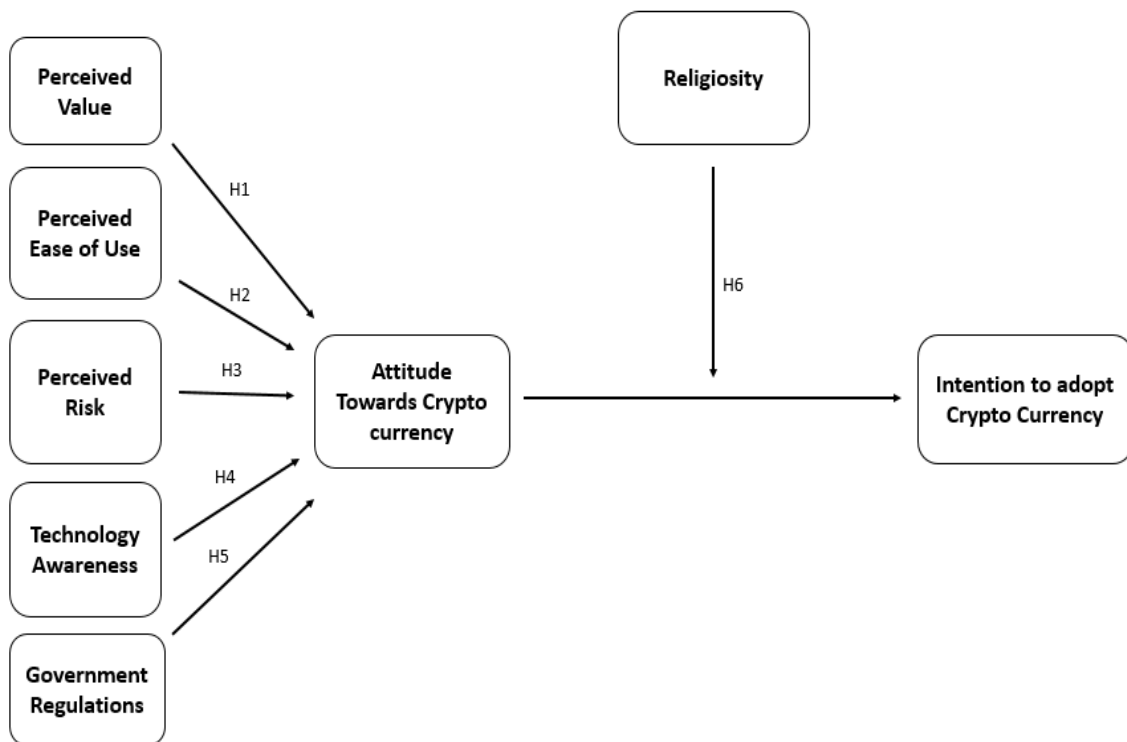 Perceived
Value
H1
Perceived
Ease of Use
H2
Perceived
Risk
H3
Technology
Awareness
H4
Government
Regulations
H5
Attitude
Towards Crypto
currency
Religiosity
H6
Intention to adopt
Crypto Currency